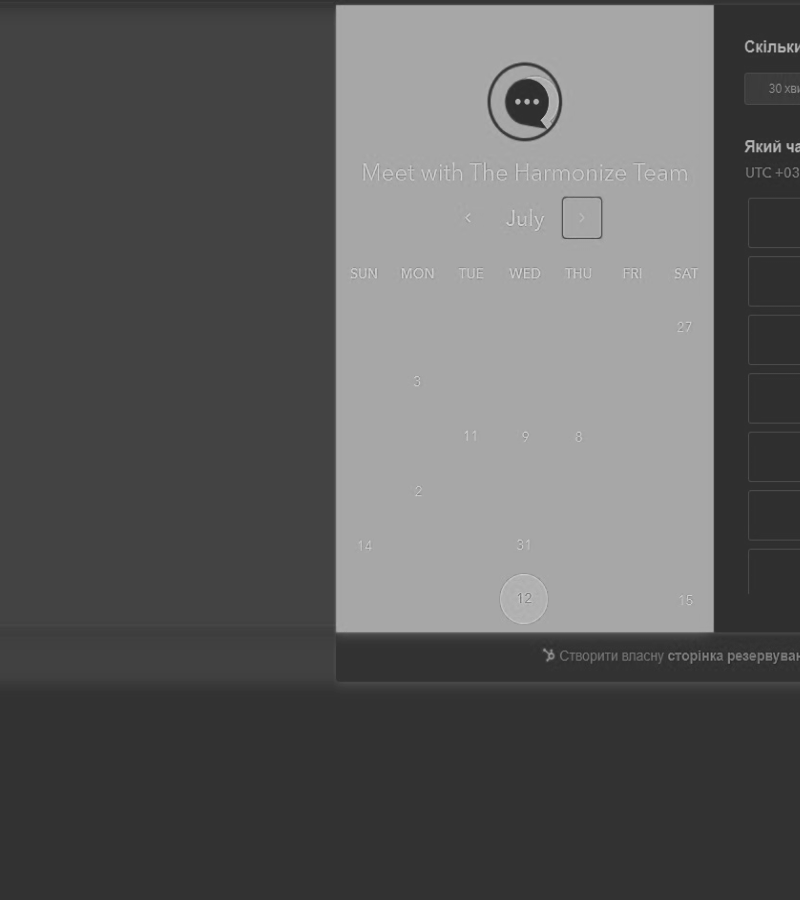 Meet with The Harmonize Team
July
SUN MON TUE WED THU FRI SAT
27
3
11 9 8
2
14 31
12 15
Скільки
30 хви
Який ча
UTC +03
Створити власну сторінка резервуван